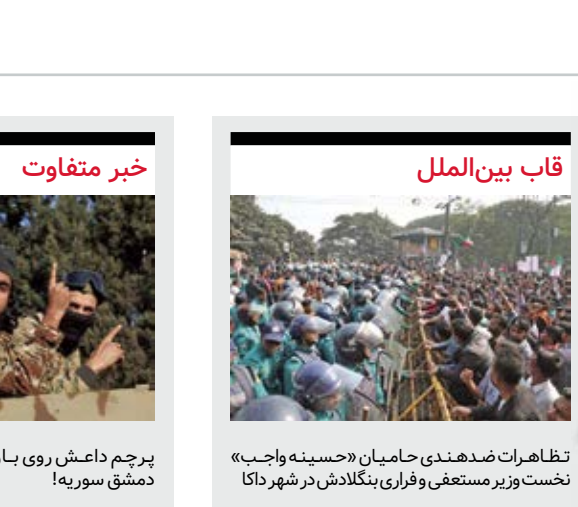 قاب بین‌الملل
تظاهرات ضدهندی حامیان «حسینه واجب»
نخست وزیر مستعفی و فراری بنگلادش در شهر داکا
خبر متفاوت
پرچم داعش روی
دمشق سوریه!